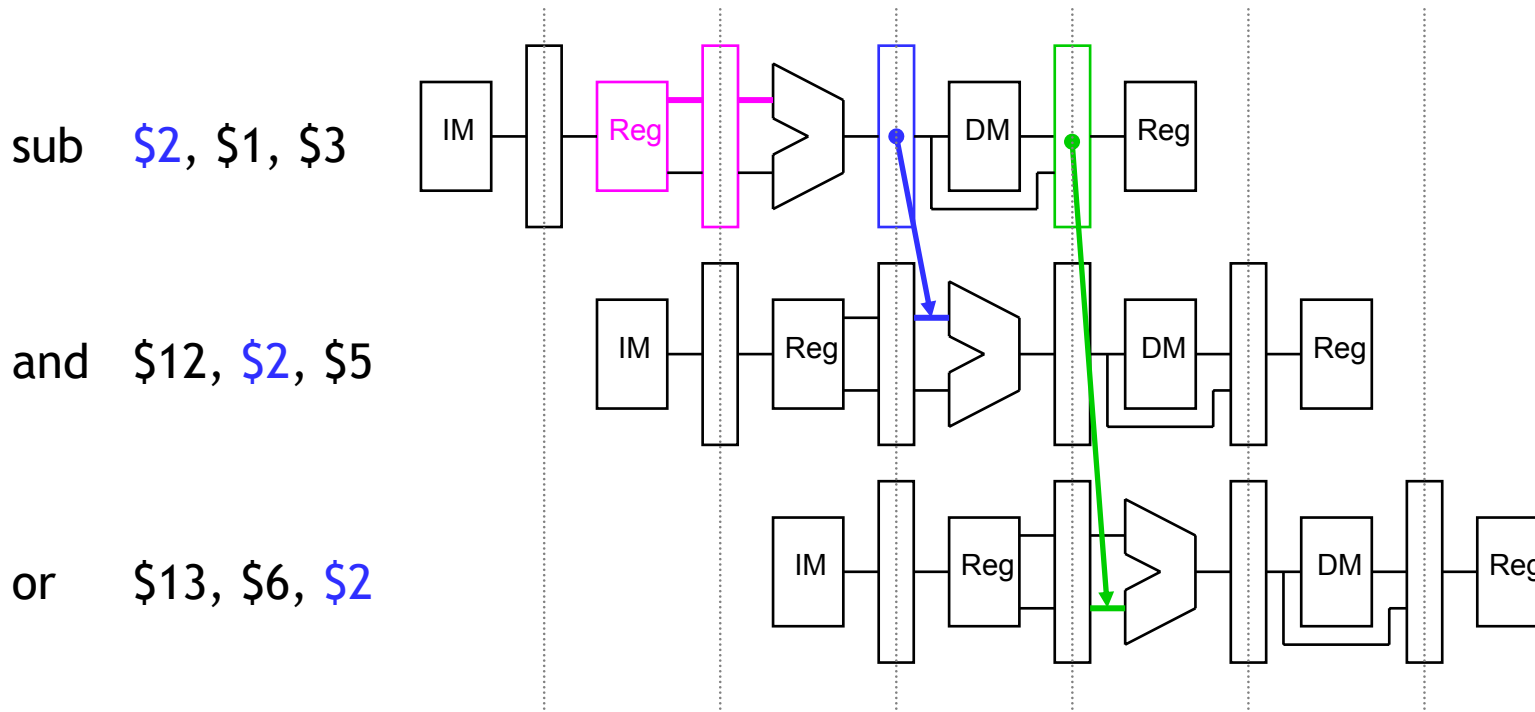 sub $2, $1, $3 IM Reg DM Reg
and $12, $2, $5 IM Reg DM Reg
or $13, $6, $2 IM Reg DM Reg